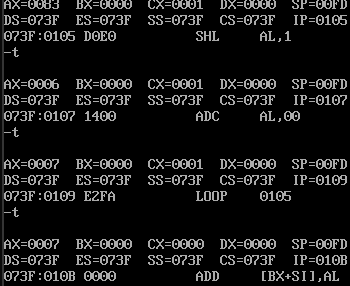 AX=0083 BX=0000 CX=0001 DX=0000 SP=00FD
DS=073F ES=073F SS=073F CS=073F IP=0105
073F:0105 D0E0 SHL AL,1
-t
AX=0006 BX=0000 CX=0001 DX=0000 SP=00FD
DS=073F ES=073F SS=073F CS=073F IP=0107
073F:0107 1400 ADC AL,00
-t
AX=0007 BX=0000 CX=0001 DX=0000 SP=00FD
DS=073F ES=073F SS=073F CS=073F IP=0109
073F:0109 E2FA LOOP 0105
-t
AX=0007 BX=0000 CX=0000 DX=0000 SP=00FD
DS=073F ES=073F SS=073F CS=073F IP=010B
073F:010B 0000 ADD [BX+SI],AL